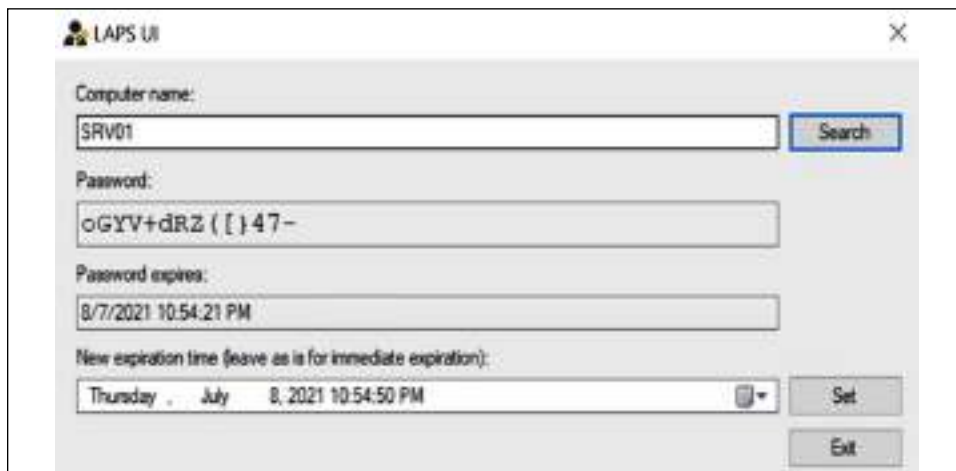 LAPS UI
Computer name:
SRV01
Search
Password:
oGYV+dRZ([}47-
Password expires:
8/7/2021 10:54:21 PM
New expiration time (leave as is for immediate expiration):
Thursday , July 8, 2021 10:54:50 PM
Set
Exit